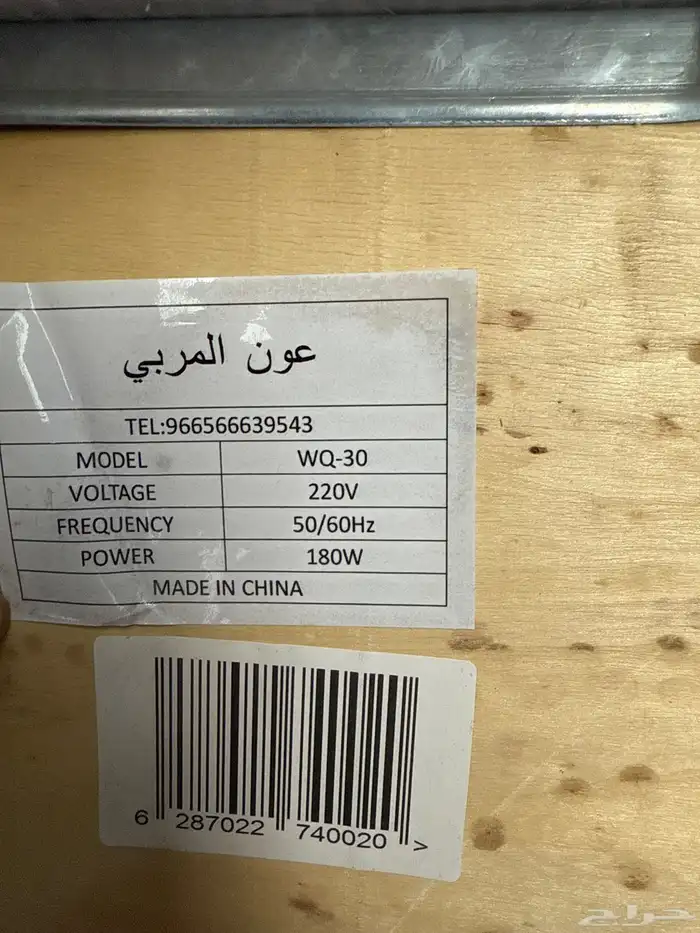 عون المربي
TEL:966566639543
MODEL WQ-30
VOLTAGE 220V
FREQUENCY 50/60Hz
POWER 180W
MADE IN CHINA
6 287022 740020 >
حراج